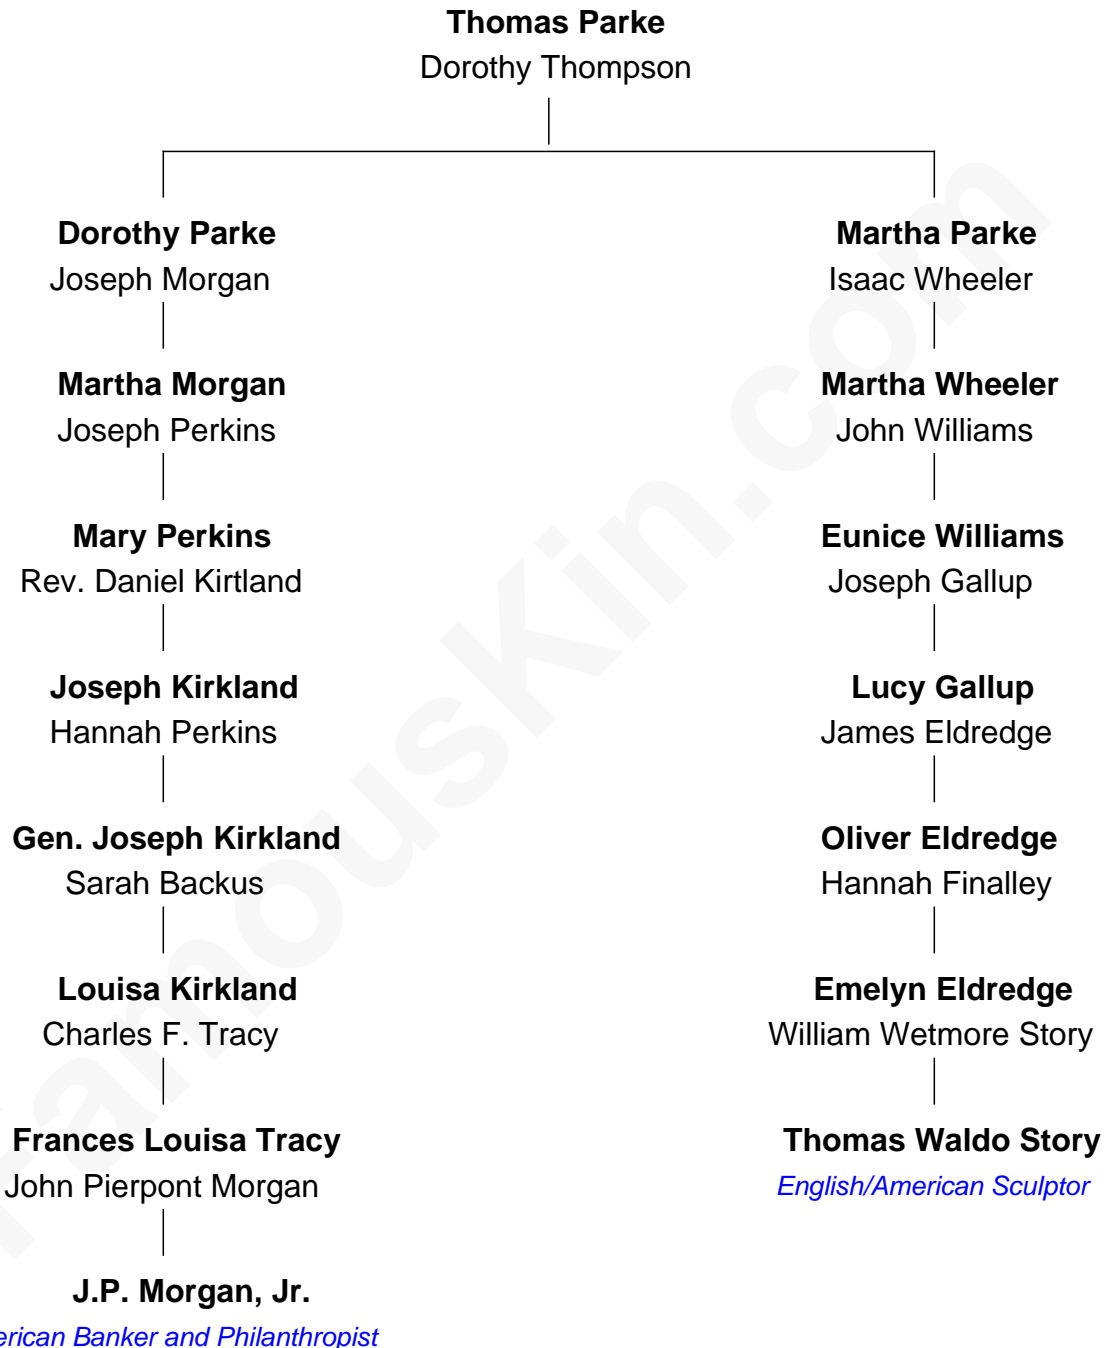 Thomas Parke
Dorothy Thompson
Dorothy Parke
Joseph Morgan
Martha Parke
Isaac Wheeler
Martha Morgan
Joseph Perkins
Martha Wheeler
John Williams
Mary Perkins
Rev. Daniel Kirtland
Eunice Williams
Joseph Gallup
Joseph Kirkland
Hannah Perkins
Lucy Gallup
James Eldredge
Gen. Joseph Kirkland
Sarah Backus
Oliver Eldredge
Hannah Finalley
Louisa Kirkland
Charles F. Tracy
Emelyn Eldredge
William Wetmore Story
Frances Louisa Tracy
John Pierpont Morgan
Thomas Waldo Story
English/American Sculptor
J.P. Morgan, Jr.
erican Banker and Philanthropist
FamousKin.com